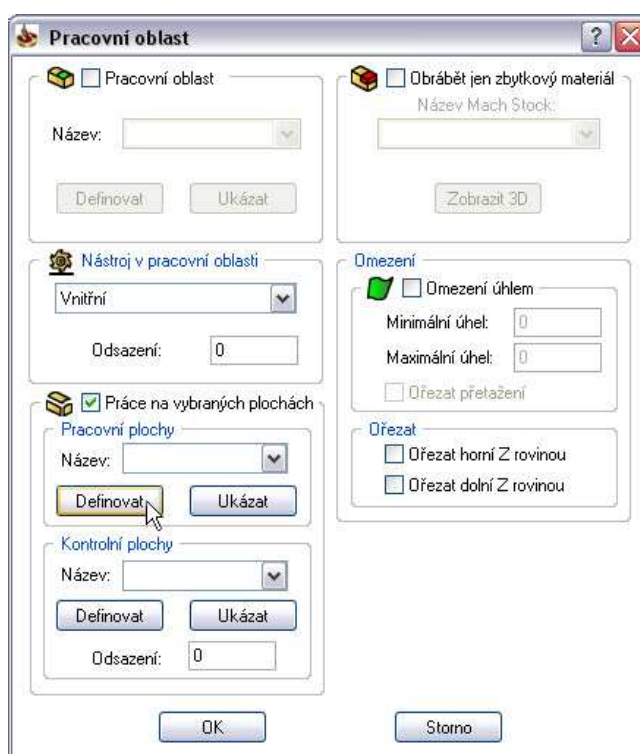 Pracovní oblast
Pracovní oblast
Název:
Definovat
Ukázat
Nástroj v pracovní oblasti
Vnitřní
Odsazení:
0
Práce na vybraných plochách
Pracovní plochy
Název:
Definovat
Ukázat
Kontrolní plochy
Název:
Definovat
Ukázat
Odsazení:
0
Obrábět jen zbytkový materiál
Název Mach Stock:
Zobrazit 3D
Omezení
Omezení úhlem
Minimální úhel:
0
Maximální úhel:
0
Ořezat přetažení
Ořezat
Ořezat horní Z rovinou
Ořezat dolní Z rovinou
OK
Storno